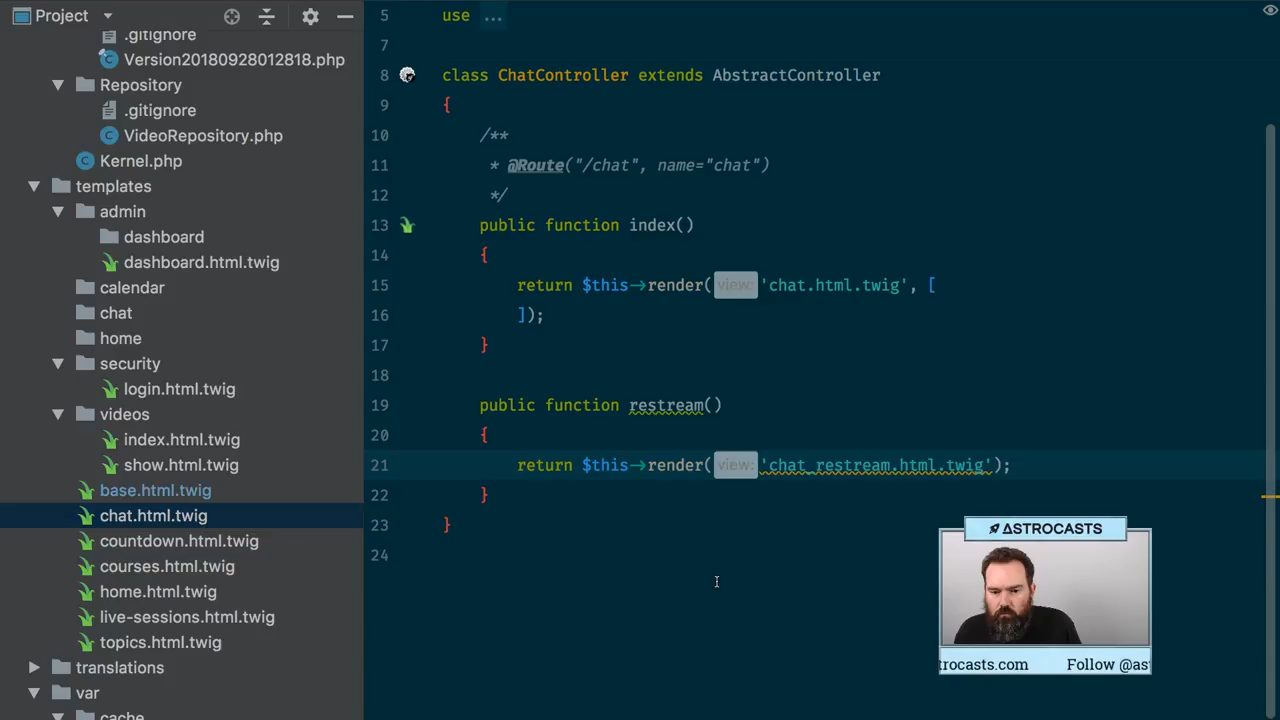 Project
.gitignore
Version20180928012818.php
Repository
.gitignore
VideoRepository.php
Kernel.php
templates
admin
dashboard
dashboard.html.twig
calendar
chat
home
security
login.html.twig
videos
index.html.twig
show.html.twig
base.html.twig
chat.html.twig
countdown.html.twig
courses.html.twig
home.html.twig
live-sessions.html.twig
topics.html.twig
translations
var
cache
5 use ...
7
8 class ChatController extends AbstractController
9 {
10 /**
11 * @Route("/chat", name="chat")
12 */
13 public function index()
14 {
15 return $this->render( view: 'chat.html.twig', [
16 ]);
17 }
18
19 public function restream()
20 {
21 return $this->render( view: 'chat_restream.html.twig');
22 }
23 }
24
ΔSTROCASTS
trocasts.com Follow @as